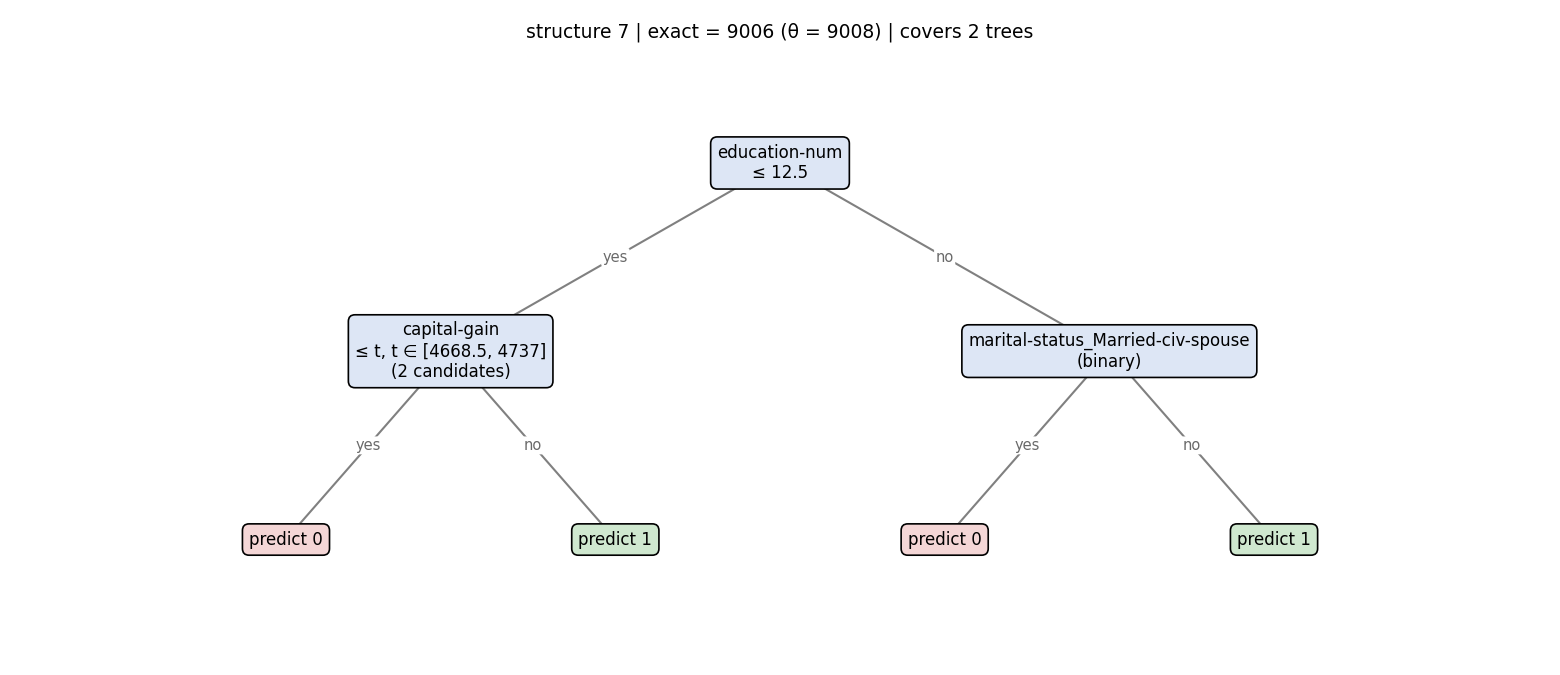 structure 7 | exact = 9006 (θ = 9008) | covers 2 trees
education-num
≤ 12.5
yes
no
capital-gain
≤ t, t ∈ [4668.5, 4737]
(2 candidates)
marital-status_Married-civ-spouse
(binary)
yes
no
yes
no
predict 0
predict 1
predict 0
predict 1